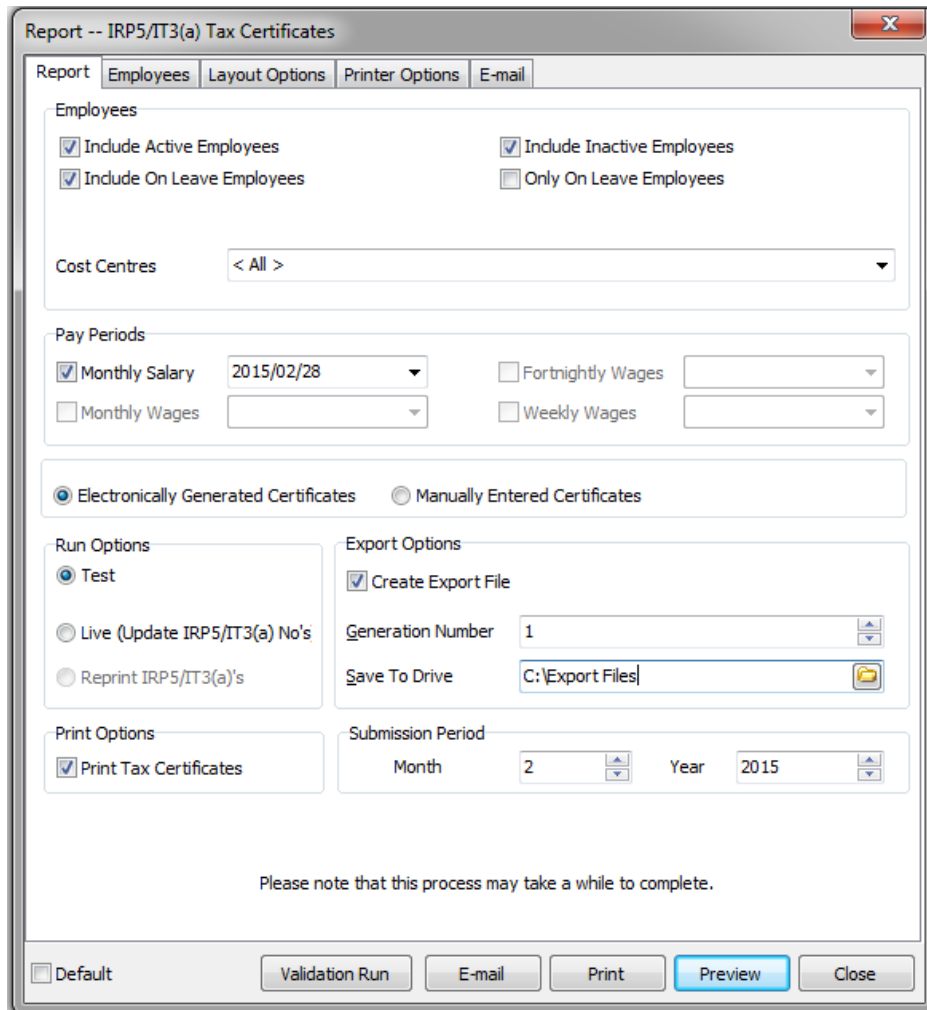 Report -- IRP5/IT3(a) Tax Certificates
Report Employees Layout Options Printer Options E-mail
Employees
Include Active Employees Include Inactive Employees
Include On Leave Employees Only On Leave Employees
Cost Centres < All >
Pay Periods
Monthly Salary 2015/02/28 Fortnightly Wages
Monthly Wages Weekly Wages
Electronically Generated Certificates Manually Entered Certificates
Run Options Export Options
Test Create Export File
Live (Update IRP5/IT3(a) No's Generation Number 1
Reprint IRP5/IT3(a)'s Save To Drive C:\Export Files
Print Options Submission Period
Print Tax Certificates Month 2 Year 2015
Please note that this process may take a while to complete.
Default Validation Run E-mail Print Preview Close